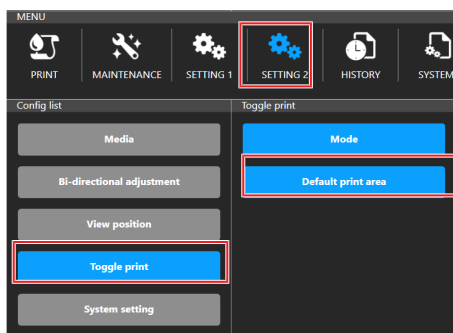 MENU
PRINT
MAINTENANCE
SETTING 1
SETTING 2
HISTORY
SYSTEM
Config list
Toggle print
Media
Mode
Bi-directional adjustment
Default print area
View position
Toggle print
System setting